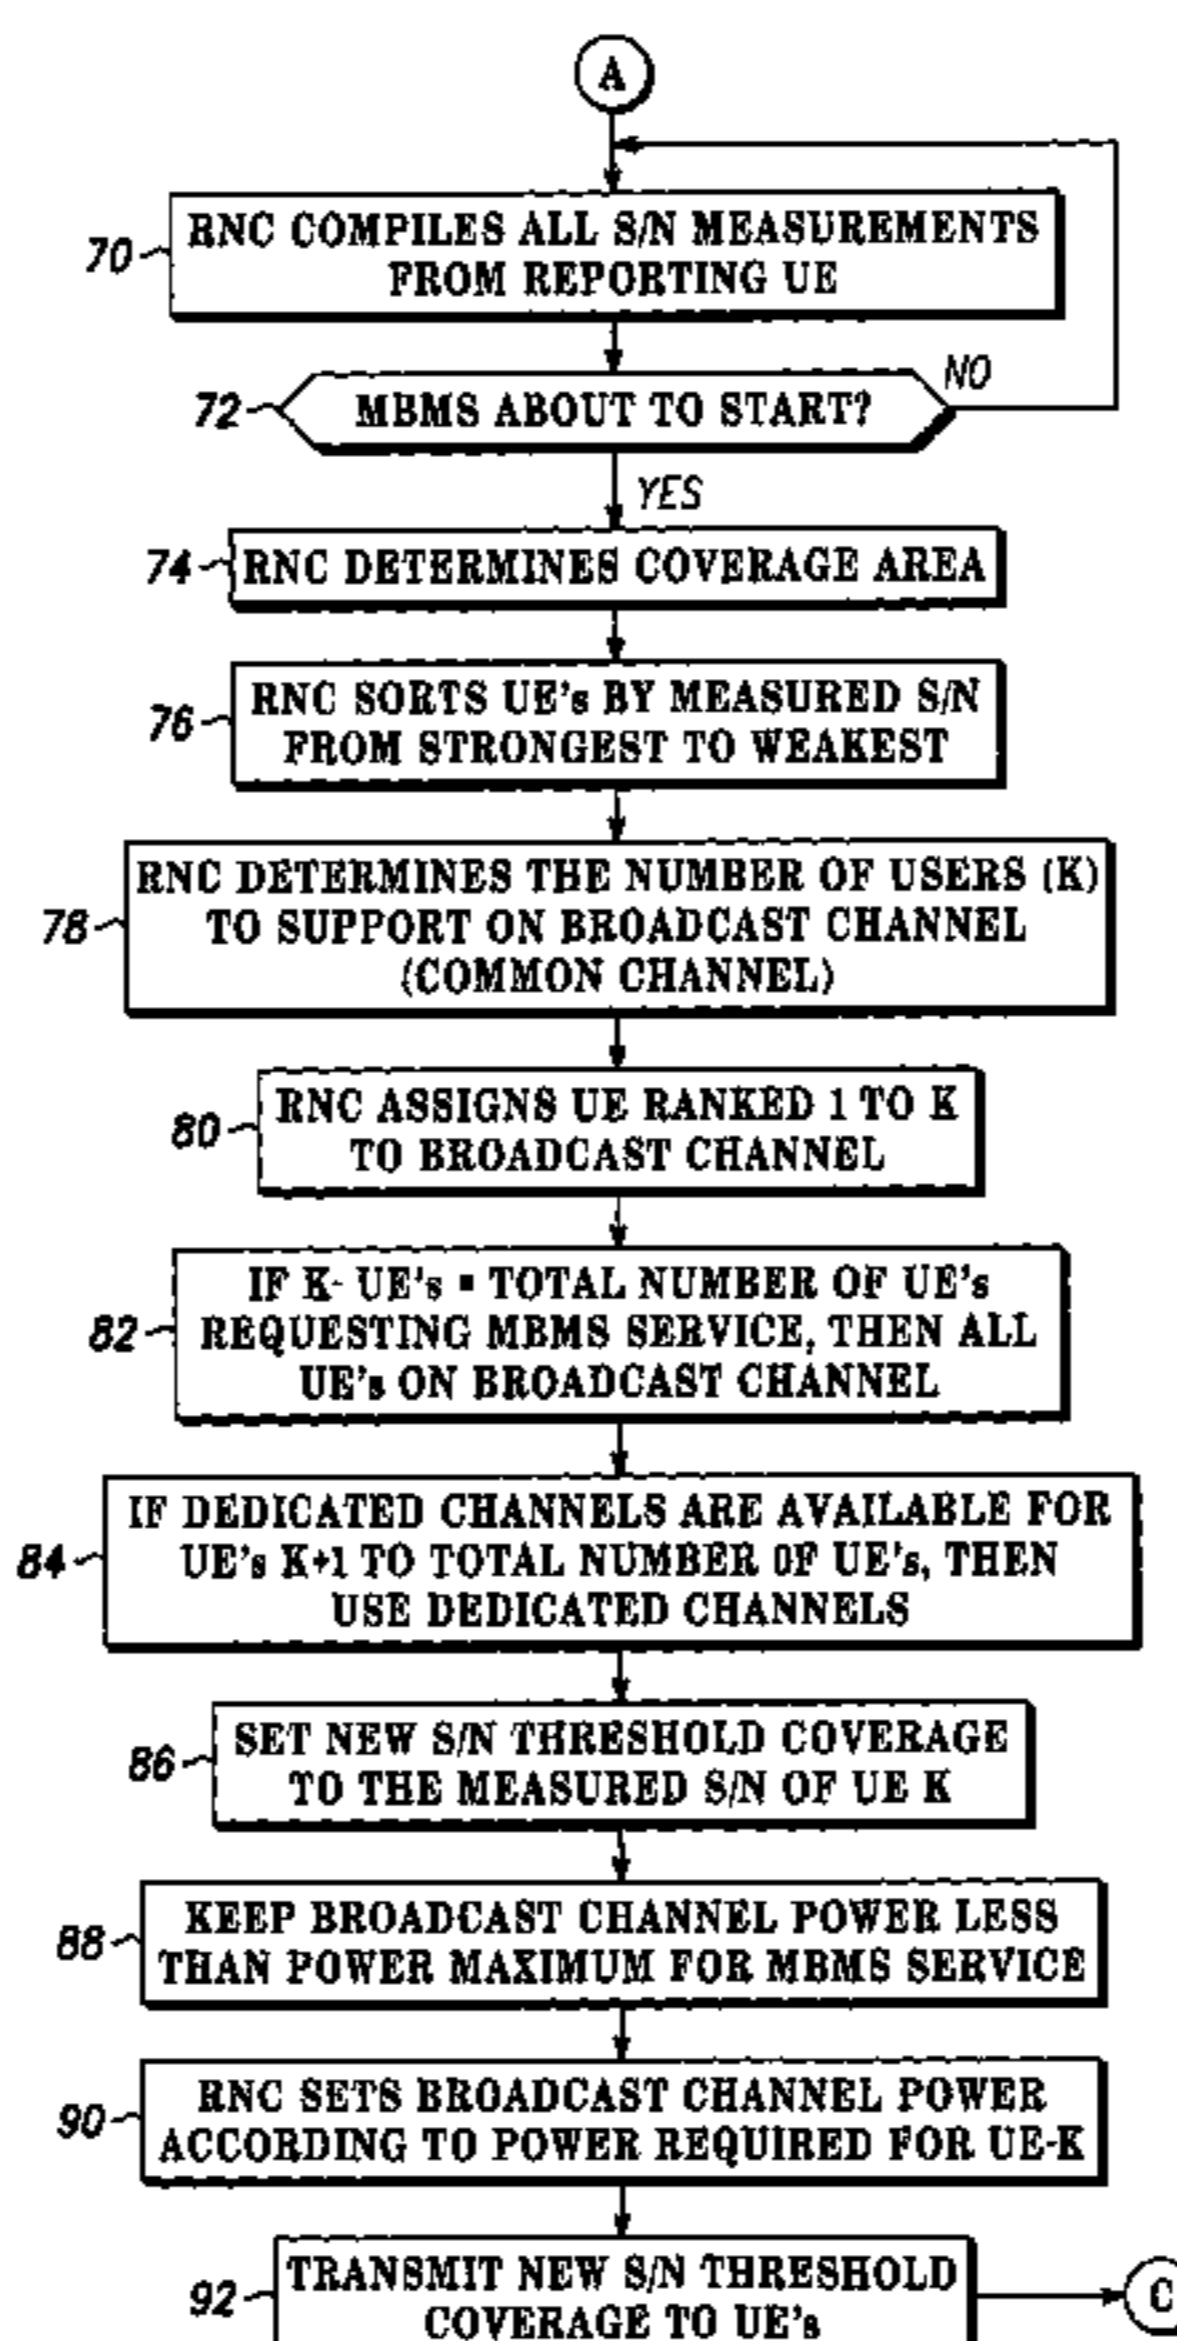 A
70
RNC COMPILES ALL S/N MEASUREMENTS
FROM REPORTING UE
72
MBMS ABOUT TO START?
NO
YES
74
RNC DETERMINES COVERAGE AREA
76
RNC SORTS UE's BY MEASURED S/N
FROM STRONGEST TO WEAKEST
78
RNC DETERMINES THE NUMBER OF USERS (K)
TO SUPPORT ON BROADCAST CHANNEL
(COMMON CHANNEL)
80
RNC ASSIGNS UE RANKED 1 TO K
TO BROADCAST CHANNEL
82
IF K- UE's = TOTAL NUMBER OF UE's
REQUESTING MBMS SERVICE, THEN ALL
UE's ON BROADCAST CHANNEL
84
IF DEDICATED CHANNELS ARE AVAILABLE FOR
UE's K+1 TO TOTAL NUMBER OF UE's, THEN
USE DEDICATED CHANNELS
86
SET NEW S/N THRESHOLD COVERAGE
TO THE MEASURED S/N OF UE K
88
KEEP BROADCAST CHANNEL POWER LESS
THAN POWER MAXIMUM FOR MBMS SERVICE
90
RNC SETS BROADCAST CHANNEL POWER
ACCORDING TO POWER REQUIRED FOR UE-K
92
TRANSMIT NEW S/N THRESHOLD
COVERAGE TO UE's
C